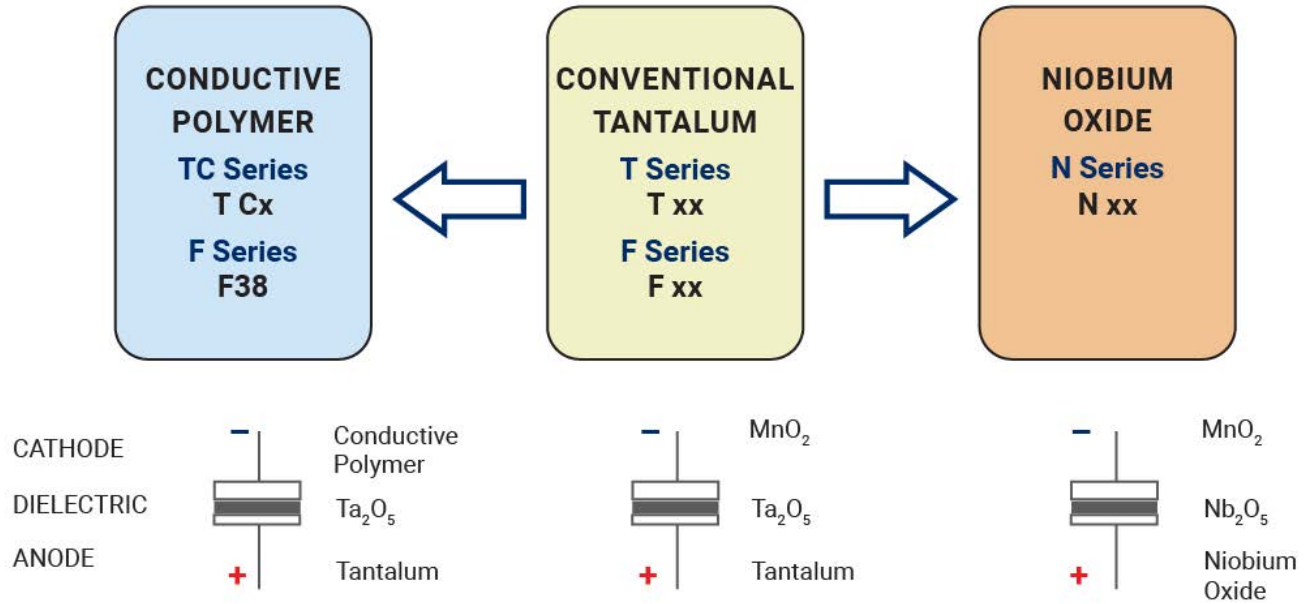 CONDUCTIVE
POLYMER
TC Series
T Cx
F Series
F38
CONVENTIONAL
TANTALUM
T Series
T xx
F Series
F xx
NIOBIUM
OXIDE
N Series
N xx
CATHODE
−
Conductive
Polymer
−
MnO₂
−
MnO₂
DIELECTRIC
Ta₂O₅
Ta₂O₅
Nb₂O₅
ANODE
+
Tantalum
+
Tantalum
+
Niobium
Oxide